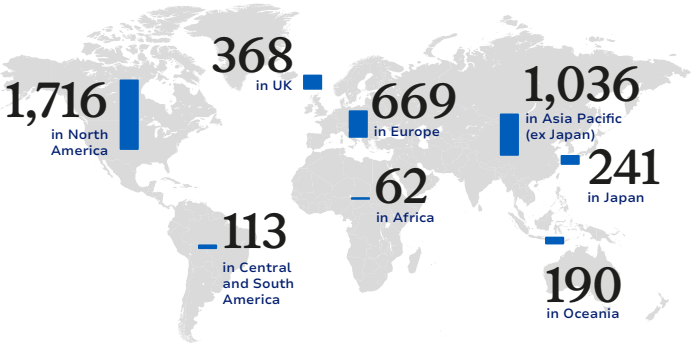 368
in UK
1,716
in North
America
669
in Europe
1,036
in Asia Pacific
(ex Japan)
241
in Japan
62
in Africa
113
in Central
and South
America
190
in Oceania